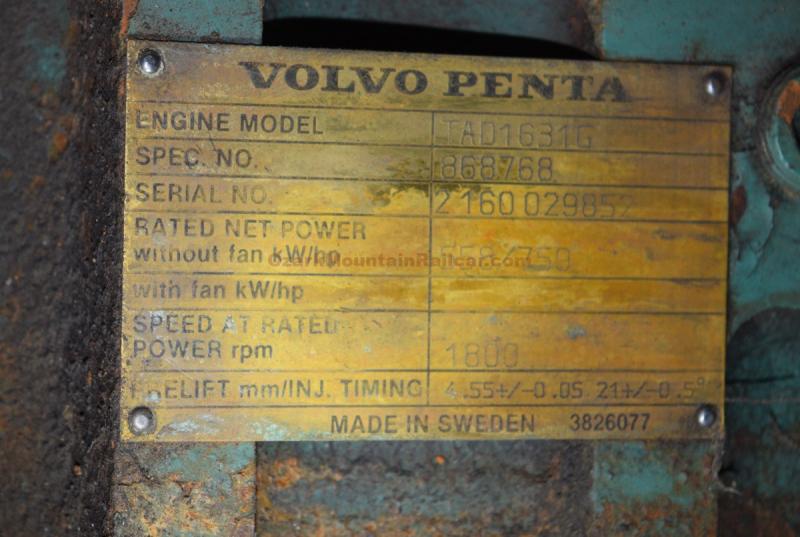 VOLVO PENTA
ENGINE MODEL TAD1631G
SPEC. NO. 868768
SERIAL NO. 2160 029852
RATED NET POWER
without fan kW/hp
OzarkMountainRailcar.com
with fan kW/hp
SPEED AT RATED
POWER rpm 1800
PRELIFT mm/INJ. TIMING 4.55+/-0.05 21+/-0.5°
MADE IN SWEDEN 3826077